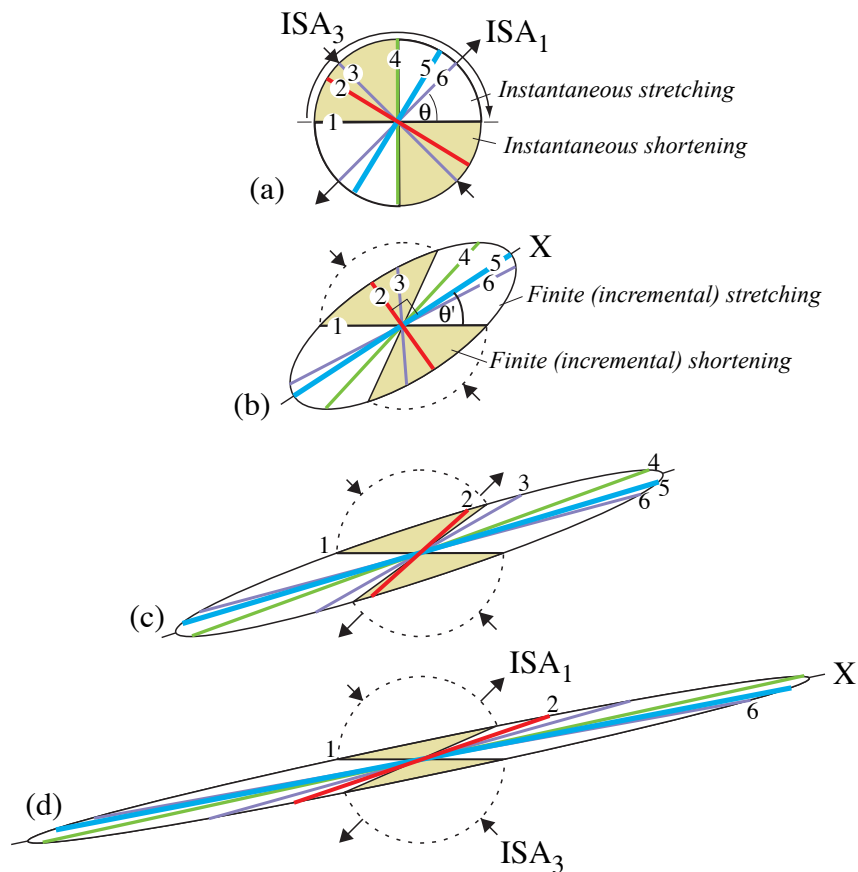 ISA3 ISA1
1 2 3 4 5 6
θ
Instantaneous stretching
Instantaneous shortening
(a)
X
1 2 3 4 5 6
θ'
Finite (incremental) stretching
Finite (incremental) shortening
(b)
1 2 3 4 5 6
(c)
ISA1
X
1 2 6
(d)
ISA3